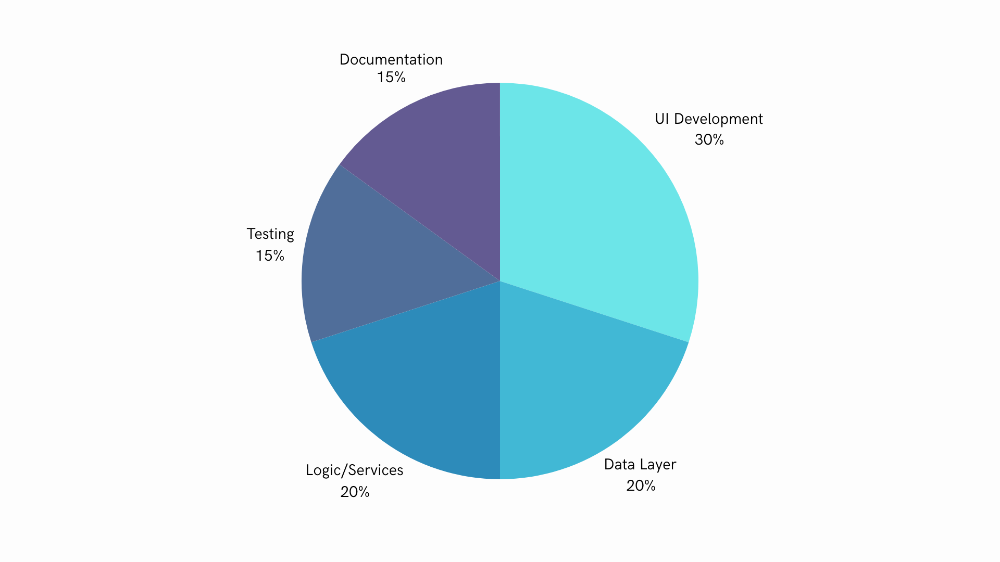 Documentation
15%
UI Development
30%
Testing
15%
Logic/Services
20%
Data Layer
20%